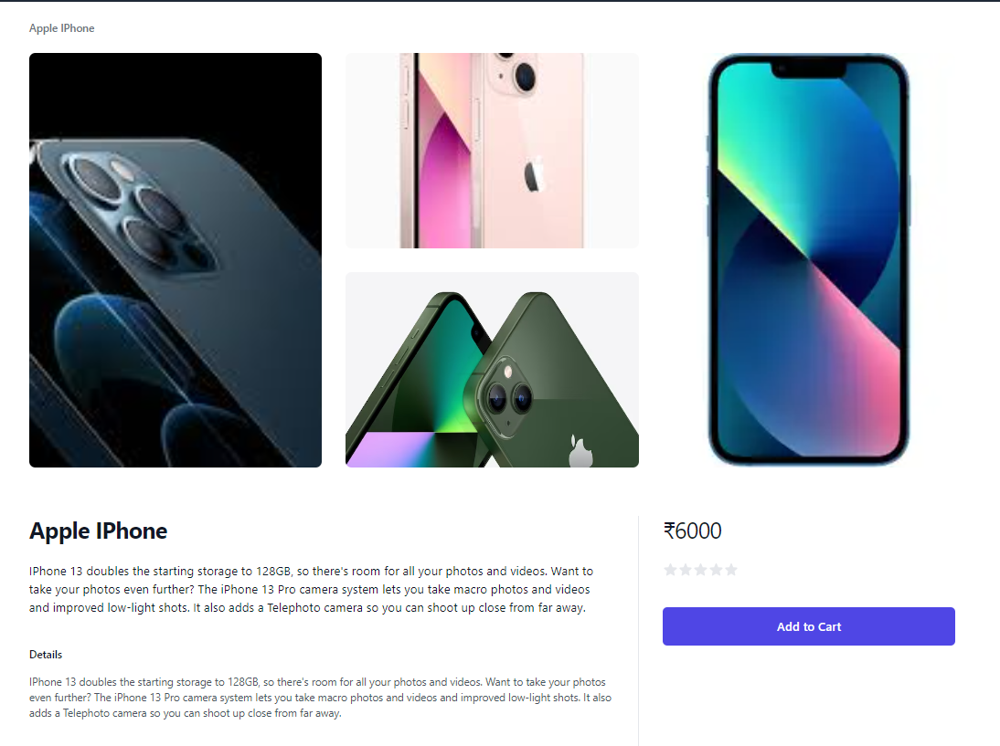 Apple IPhone
Apple IPhone
IPhone 13 doubles the starting storage to 128GB, so there's room for all your photos and videos. Want to
take your photos even further? The iPhone 13 Pro camera system lets you take macro photos and videos
and improved low-light shots. It also adds a Telephoto camera so you can shoot up close from far away.
Details
IPhone 13 doubles the starting storage to 128GB, so there's room for all your photos and videos. Want to take your photos
even further? The iPhone 13 Pro camera system lets you take macro photos and videos and improved low-light shots. It also
adds a Telephoto camera so you can shoot up close from far away.
₹6000
Add to Cart